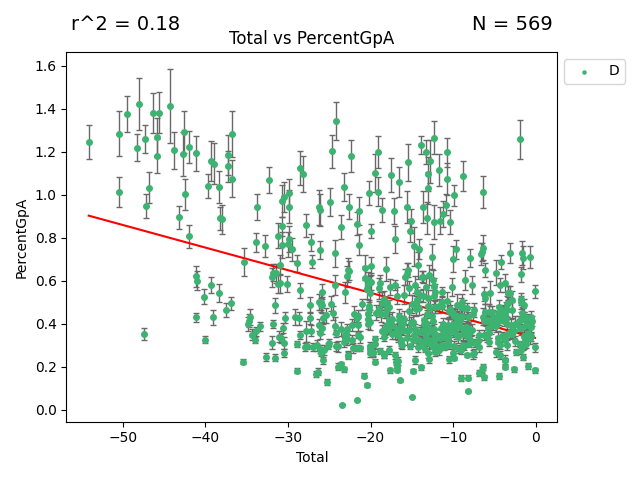 r^2 = 0.18 N = 569
Total vs PercentGpA
D
PercentGpA
1.6
1.4
1.2
1.0
0.8
0.6
0.4
0.2
0.0
−50 −40 −30 −20 −10 0
Total